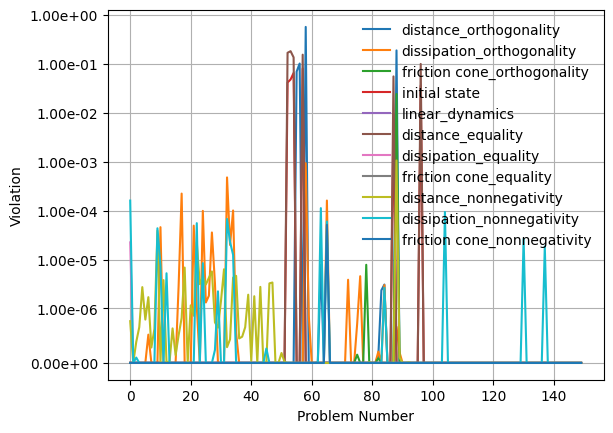 1.00e+00
1.00e-01
1.00e-02
1.00e-03
1.00e-04
1.00e-05
1.00e-06
0.00e+00
Violation
distance_orthogonality
dissipation_orthogonality
friction cone_orthogonality
initial state
linear_dynamics
distance_equality
dissipation_equality
friction cone_equality
distance_nonnegativity
dissipation_nonnegativity
friction cone_nonnegativity
0 20 40 60 80 100 120 140
Problem Number